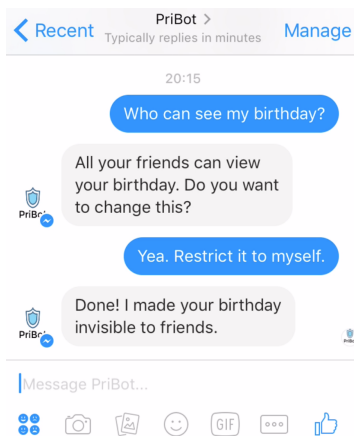 Recent
PriBot >
Manage
Typically replies in minutes
20:15
Who can see my birthday?
All your friends can view
your birthday. Do you want
to change this?
Yea. Restrict it to myself.
Done! I made your birthday
invisible to friends.
Message PriBot...
GIF